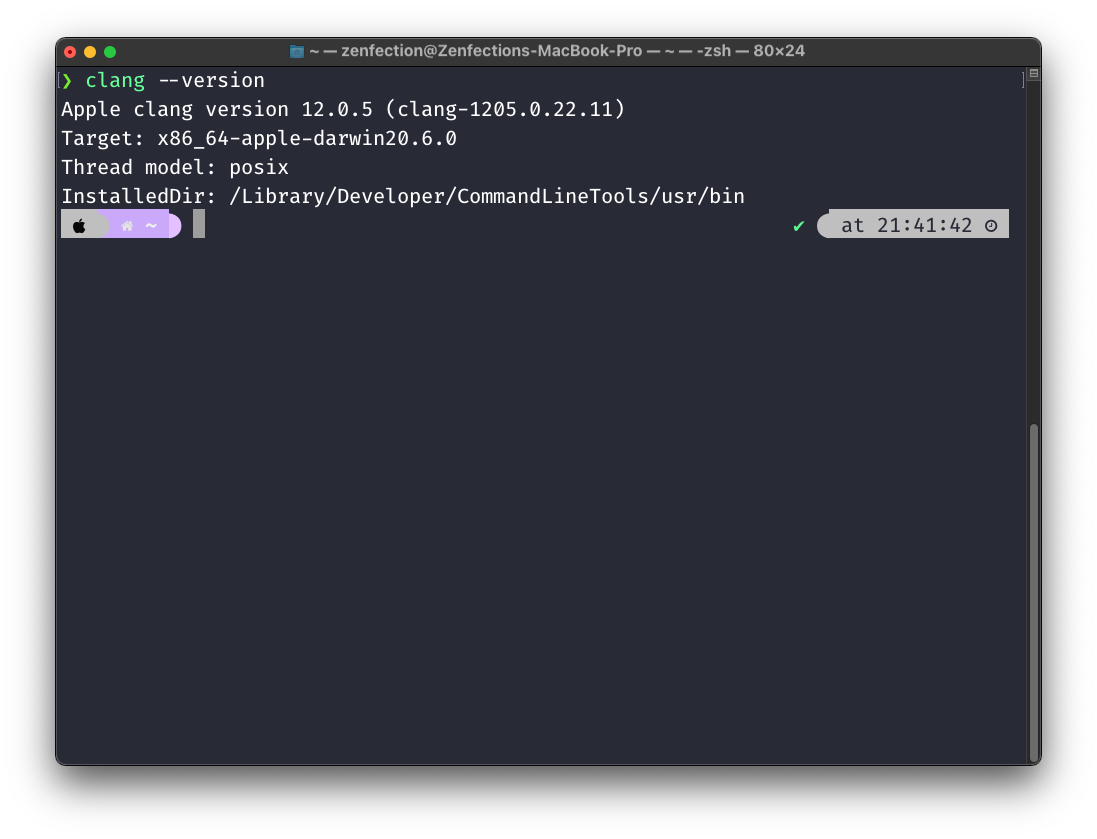 ~ — zenfection@Zenfections-MacBook-Pro — ~ — -zsh — 80×24
❯ clang --version
Apple clang version 12.0.5 (clang-1205.0.22.11)
Target: x86_64-apple-darwin20.6.0
Thread model: posix
InstalledDir: /Library/Developer/CommandLineTools/usr/bin
~ ✔ at 21:41:42